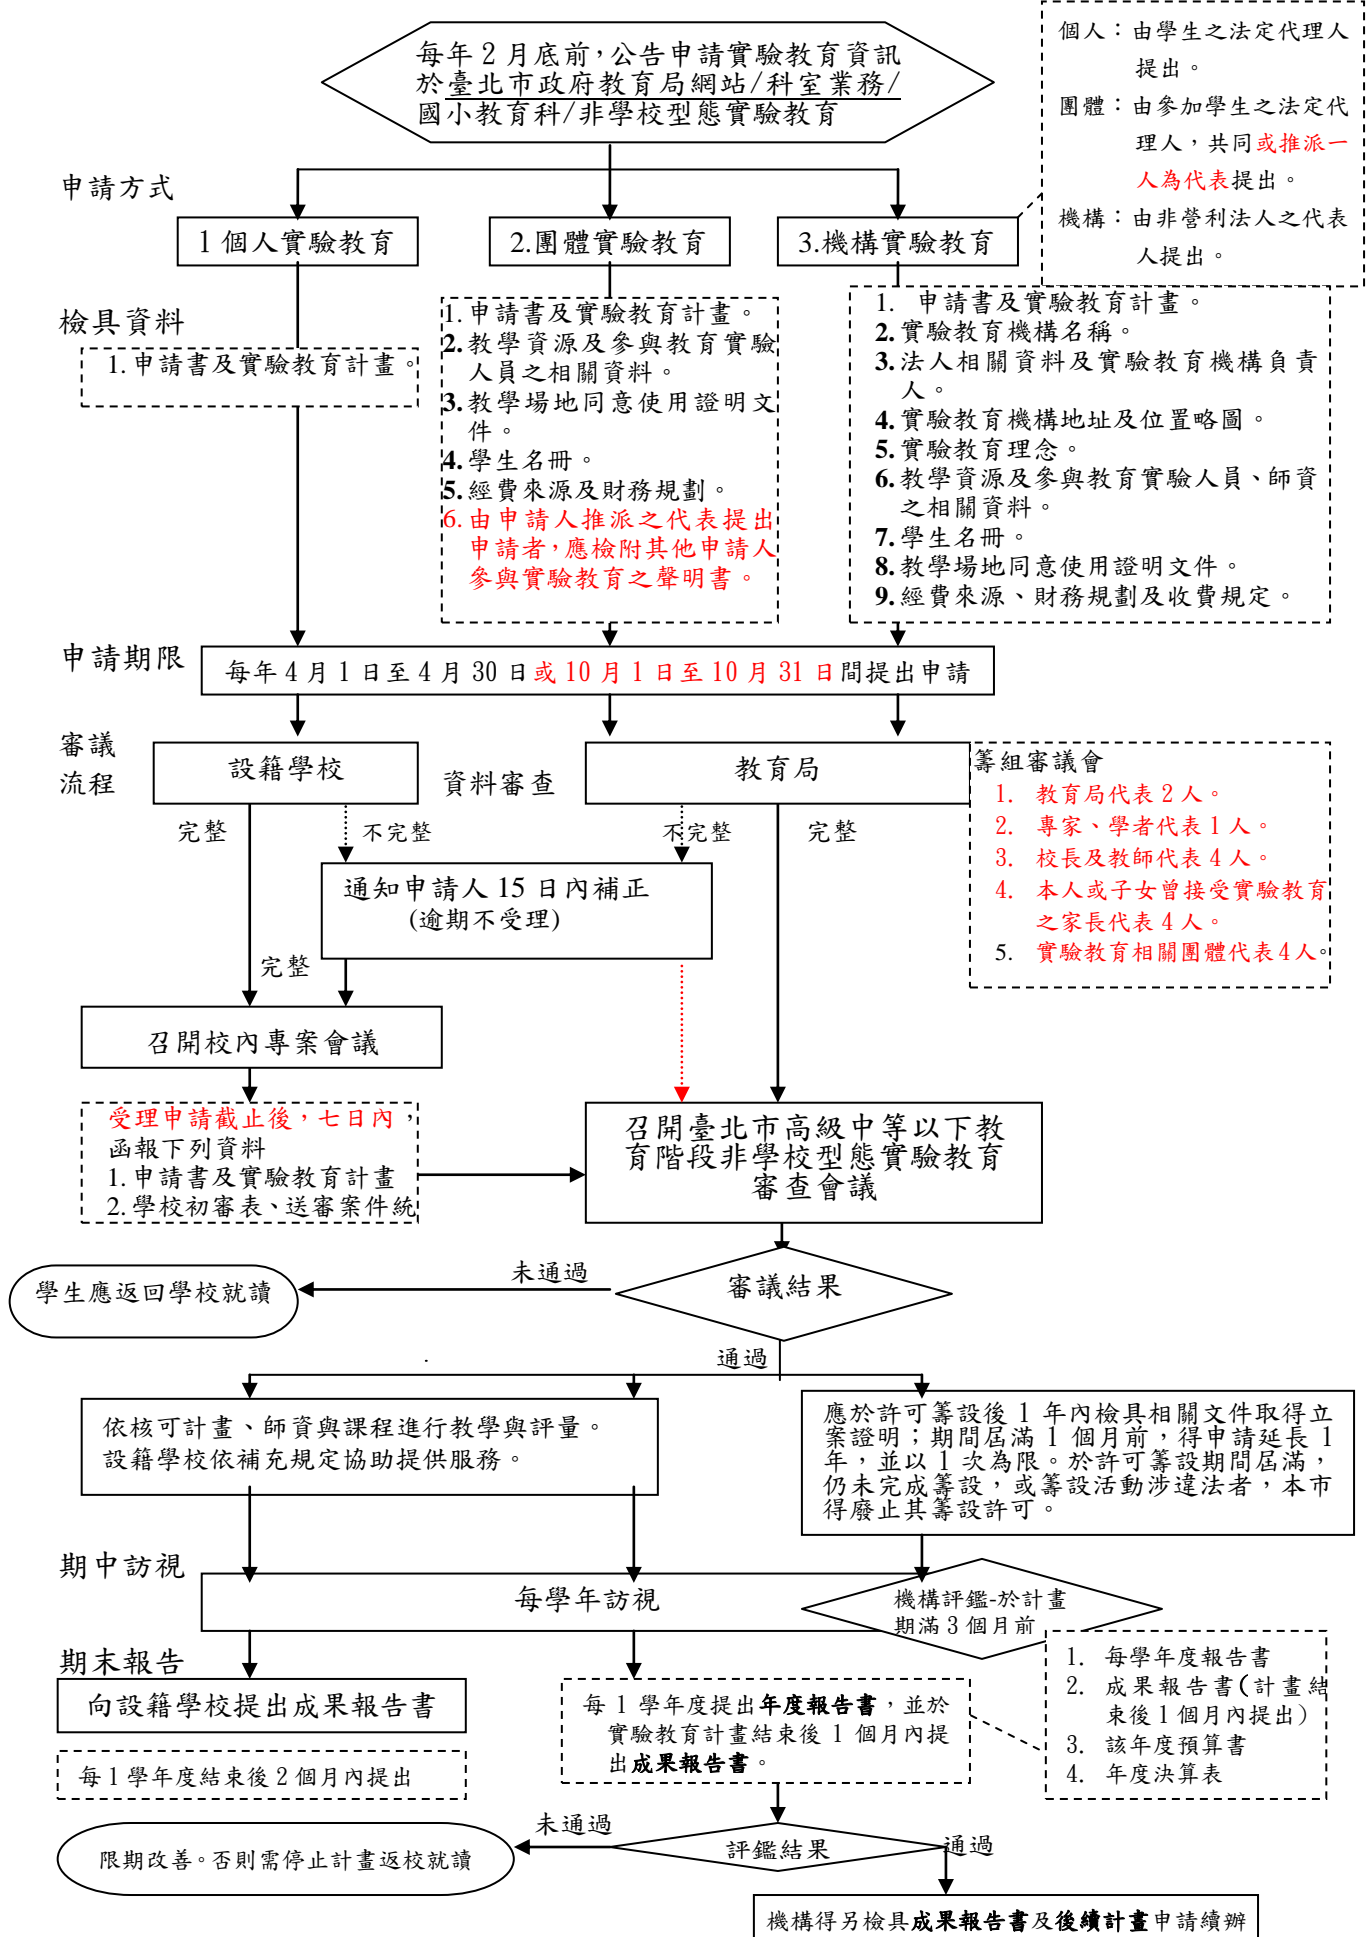 每年 2 月底前，公告申請實驗教育資訊
於臺北市政府教育局網站/科室業務/
國小教育科/非學校型態實驗教育
個人：由學生之法定代理人
提出。
團體：由參加學生之法定代
理人，共同或推派一
人為代表提出。
機構：由非營利法人之代表
人提出。
申請方式
1 個人實驗教育
2.團體實驗教育
3.機構實驗教育
檢具資料
1.申請書及實驗教育計畫。
1.申請書及實驗教育計畫。
2.教學資源及參與教育實驗
人員之相關資料。
3.教學場地同意使用證明文
件。
4.學生名冊。
5.經費來源及財務規劃。
6.由申請人推派之代表提出
申請者，應檢附其他申請人
參與實驗教育之聲明書。
1. 申請書及實驗教育計畫。
2.實驗教育機構名稱。
3.法人相關資料及實驗教育機構負責
人。
4.實驗教育機構地址及位置略圖。
5.實驗教育理念。
6.教學資源及參與教育實驗人員、師資
之相關資料。
7.學生名冊。
8.教學場地同意使用證明文件。
9.經費來源、財務規劃及收費規定。
申請期限
每年 4 月 1 日至 4 月 30 日或 10 月 1 日至 10 月 31 日間提出申請
審議
流程
設籍學校
資料審查
教育局
籌組審議會
1. 教育局代表 2 人。
2. 專家、學者代表 1 人。
3. 校長及教師代表 4 人。
4. 本人或子女曾接受實驗教育
之家長代表 4 人。
5. 實驗教育相關團體代表 4 人。
完整
不完整
不完整
完整
通知申請人 15 日內補正
(逾期不受理)
完整
召開校內專案會議
受理申請截止後，七日內，
函報下列資料
1.申請書及實驗教育計畫
2.學校初審表、送審案件統
召開臺北市高級中等以下教
育階段非學校型態實驗教育
審查會議
未通過
審議結果
學生應返回學校就讀
通過
依核可計畫、師資與課程進行教學與評量。
設籍學校依補充規定協助提供服務。
應於許可籌設後 1 年內檢具相關文件取得立
案證明；期間屆滿 1 個月前，得申請延長 1
年，並以 1 次為限。於許可籌設期間屆滿，
仍未完成籌設，或籌設活動涉違法者，本市
得廢止其籌設許可。
期中訪視
每學年訪視
機構評鑑-於計畫
期滿 3 個月前
期末報告
向設籍學校提出成果報告書
每 1 學年度結束後 2 個月內提出
每 1 學年度提出年度報告書，並於
實驗教育計畫結束後 1 個月內提
出成果報告書。
1. 每學年度報告書
2. 成果報告書(計畫結
束後 1 個月內提出)
3. 該年度預算書
4. 年度決算表
未通過
評鑑結果
通過
限期改善。否則需停止計畫返校就讀
機構得另檢具成果報告書及後續計畫申請續辦